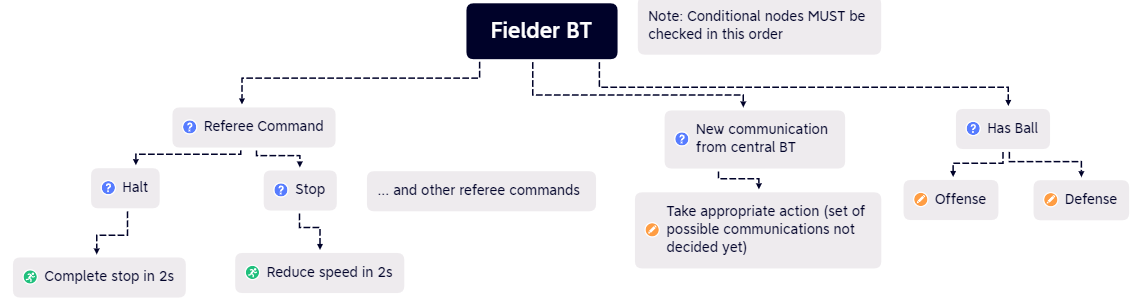 Fielder BT
Note: Conditional nodes MUST be
checked in this order
Referee Command
New communication
from central BT
Has Ball
Halt
Stop
... and other referee commands
Offense
Defense
Take appropriate action (set of
possible communications not
decided yet)
Complete stop in 2s
Reduce speed in 2s